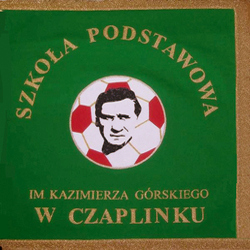 SZKOŁA PODSTAWOWA
IM KAZIMIERZA GÓRSKIEGO
W CZAPLINKU